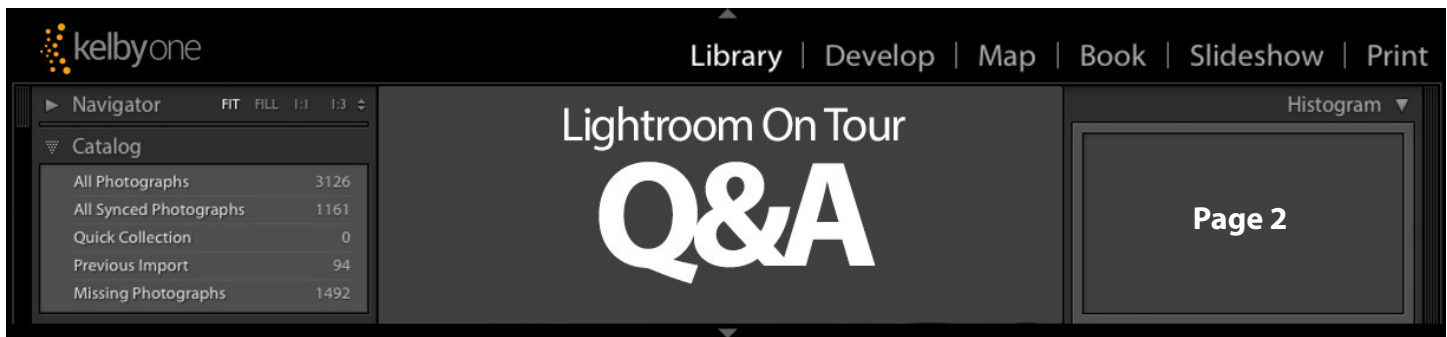 kelbyone
Library | Develop | Map | Book | Slideshow | Print
Navigator FIT FILL 1:1 1:3
Catalog
All Photographs 3126
All Synced Photographs 1161
Quick Collection 0
Previous Import 94
Missing Photographs 1492
Lightroom On Tour
Q&A
Histogram
Page 2